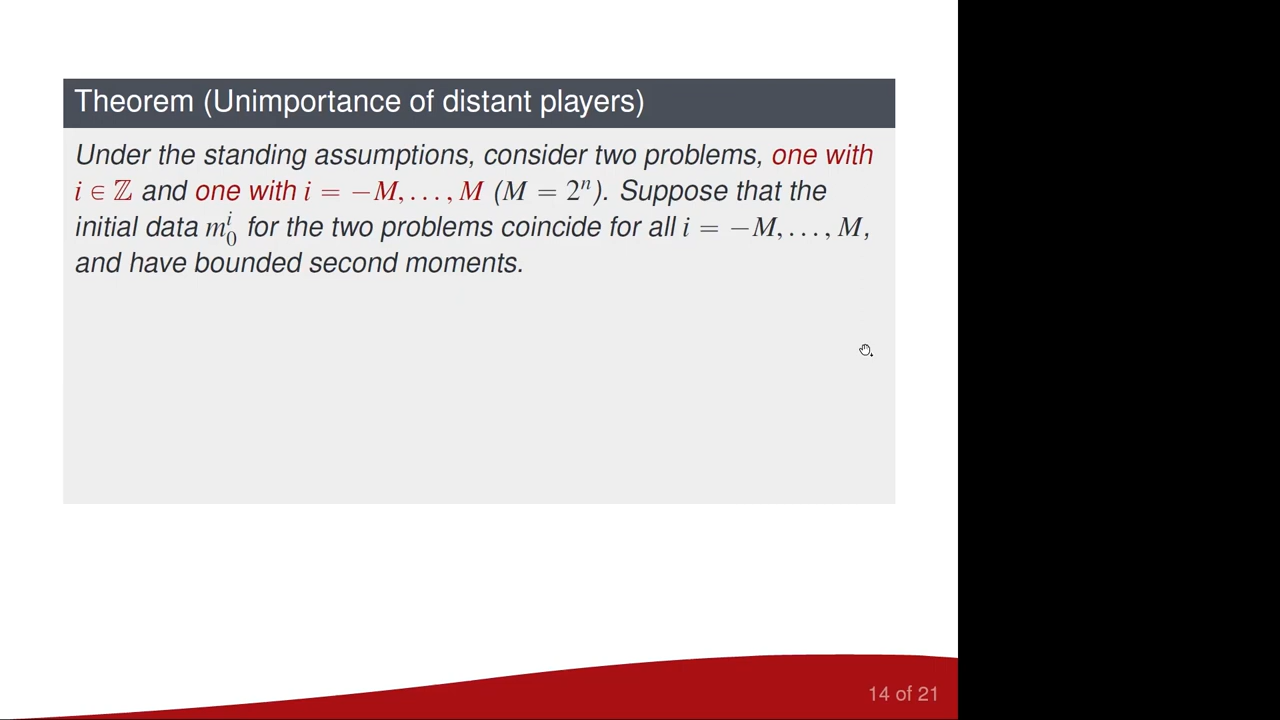 Theorem (Unimportance of distant players)
Under the standing assumptions, consider two problems, one with
i ∈ ℤ and one with i = −M, . . . , M (M = 2ⁿ). Suppose that the
initial data m₀ⁱ for the two problems coincide for all i = −M, . . . , M,
and have bounded second moments.
14 of 21